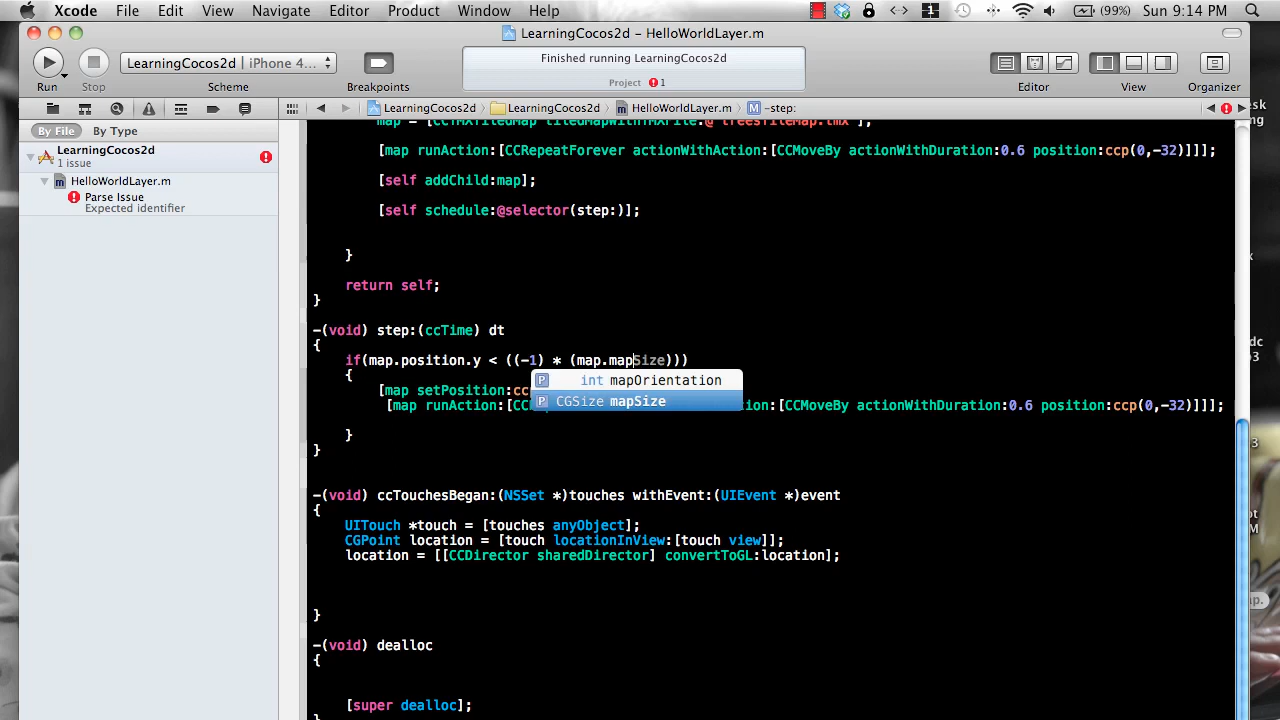 Xcode File Edit View Navigate Editor Product Window Help 1 (99%) Sun 9:14 PM
LearningCocos2d – HelloWorldLayer.m
LearningCocos2d | iPhone 4...
Finished running LearningCocos2d
Project 1
Run Stop Scheme Breakpoints Editor View Organizer
LearningCocos2d LearningCocos2d HelloWorldLayer.m M -step:
By File By Type
LearningCocos2d
1 issue
HelloWorldLayer.m
Parse Issue
Expected identifier
map = [CCTMXTiledMap tiledMapWithTMXFile:@"treesTileMap.tmx"];
[map runAction:[CCRepeatForever actionWithAction:[CCMoveBy actionWithDuration:0.6 position:ccp(0,-32)]]];
[self addChild:map];
[self schedule:@selector(step:)];
}
return self;
}
-(void) step:(ccTime) dt
{
if(map.position.y < ((-1) * (map.mapSize)))
P int mapOrientation
{
[map setPosition:cc
P CGSize mapSize
[map runAction:[CC ion:[CCMoveBy actionWithDuration:0.6 position:ccp(0,-32)]]];
}
}
-(void) ccTouchesBegan:(NSSet *)touches withEvent:(UIEvent *)event
{
UITouch *touch = [touches anyObject];
CGPoint location = [touch locationInView:[touch view]];
location = [[CCDirector sharedDirector] convertToGL:location];
}
-(void) dealloc
{
[super dealloc];
}